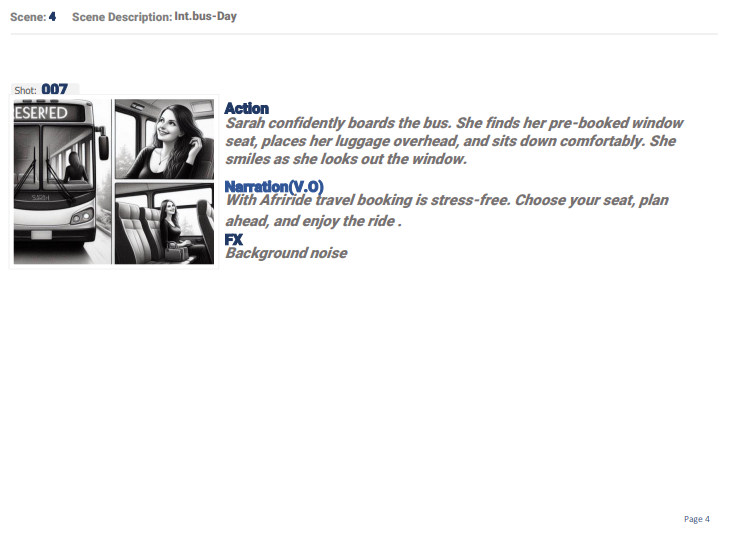 Scene: 4 Scene Description: Int.bus-Day
Shot: 007
ESERIED
SARAH
Action
Sarah confidently boards the bus. She finds her pre-booked window
seat, places her luggage overhead, and sits down comfortably. She
smiles as she looks out the window.
Narration(V.O)
With Afriride travel booking is stress-free. Choose your seat, plan
ahead, and enjoy the ride .
FX
Background noise
Page 4